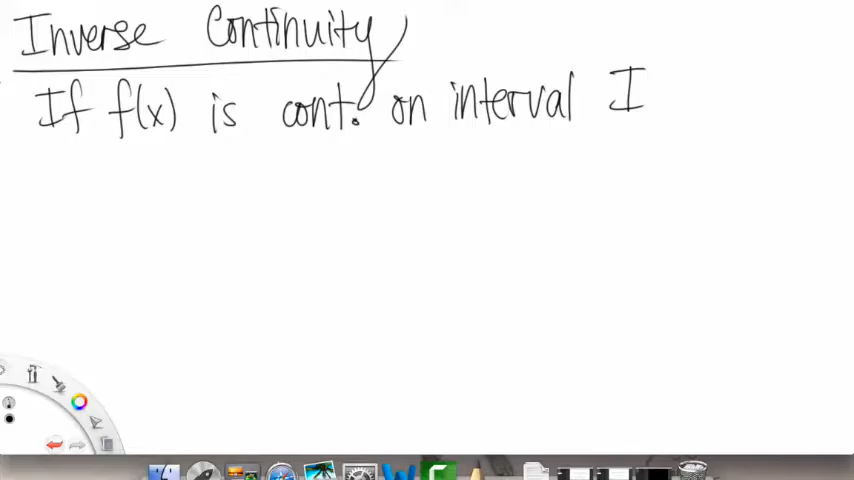 Inverse Continuity
If f(x) is cont. on interval I